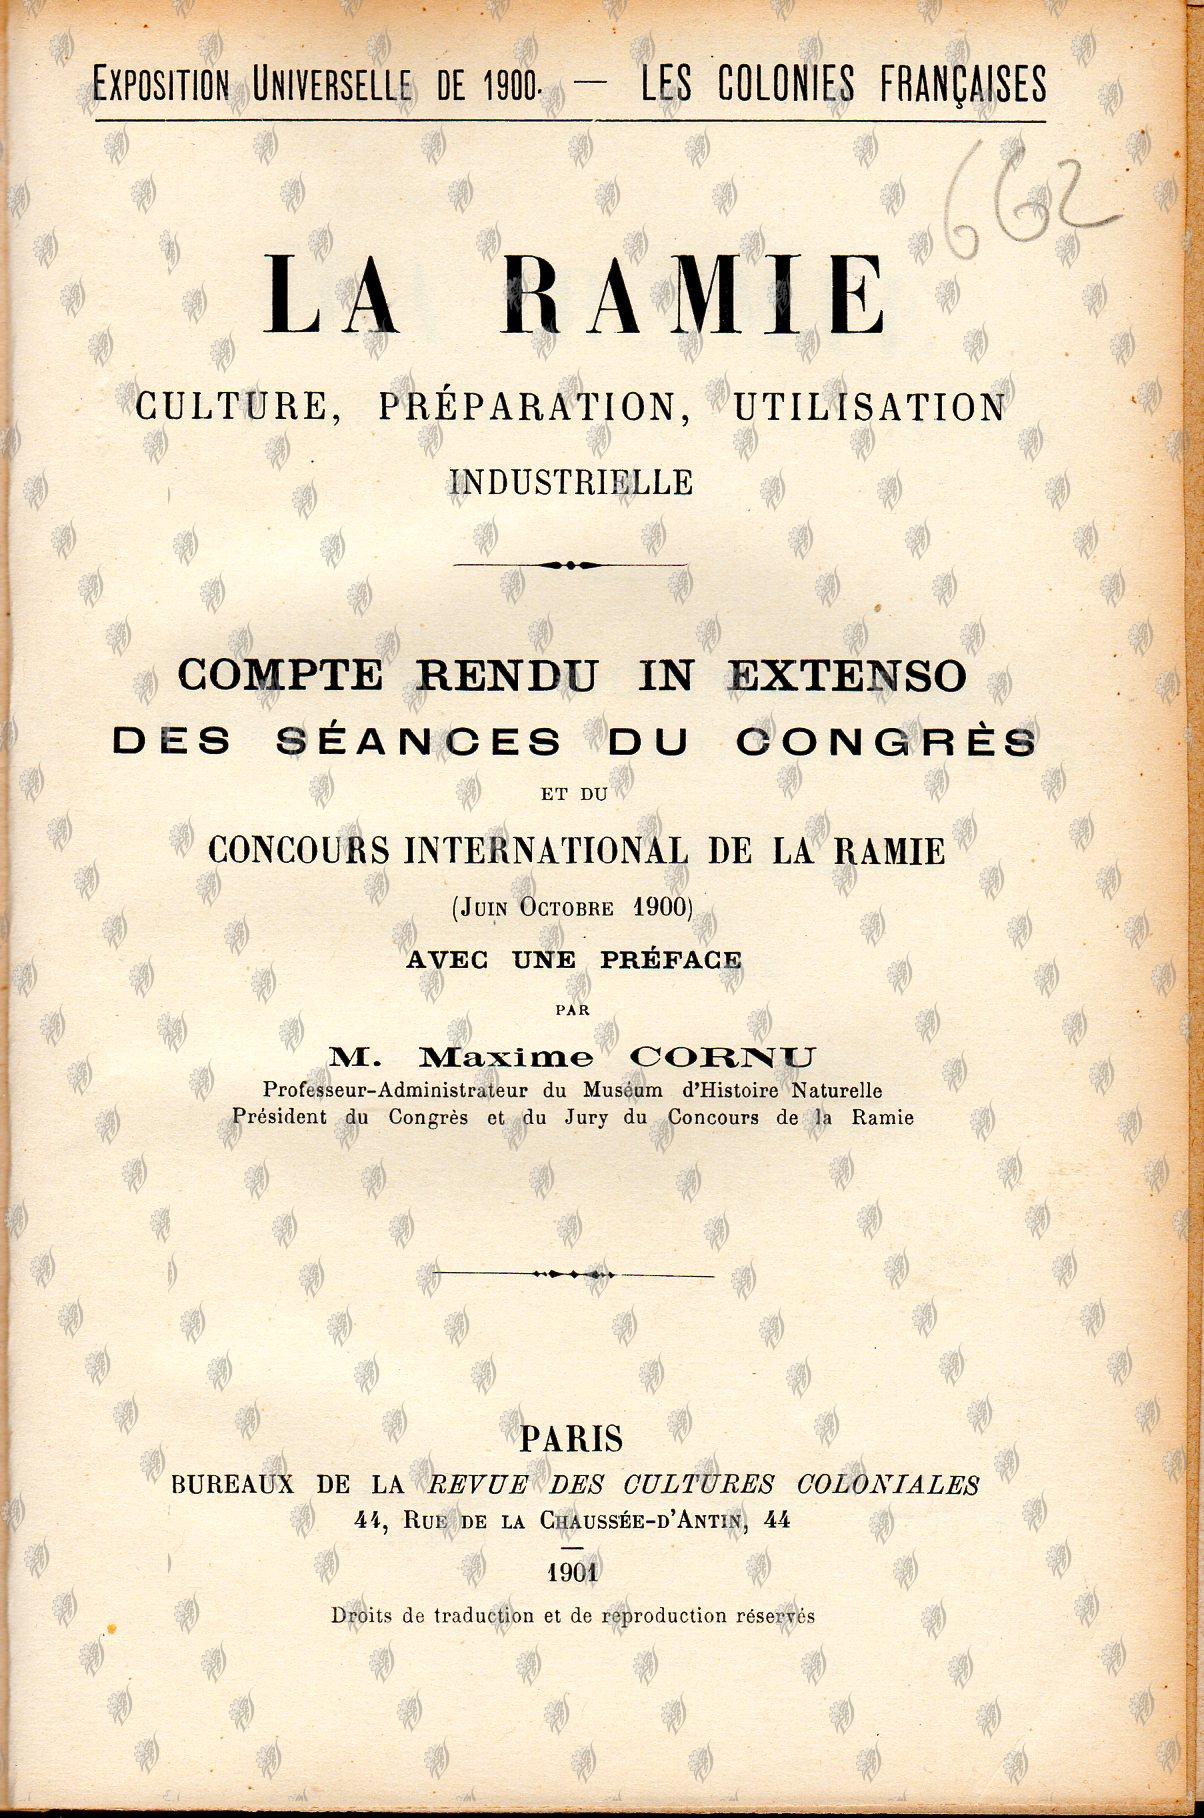 EXPOSITION UNIVERSELLE DE 1900. — LES COLONIES FRANÇAISES
662
LA RAMIE
CULTURE, PRÉPARATION, UTILISATION
INDUSTRIELLE
COMPTE RENDU IN EXTENSO
DES SÉANCES DU CONGRÈS
ET DU
CONCOURS INTERNATIONAL DE LA RAMIE
(JUIN OCTOBRE 1900)
AVEC UNE PRÉFACE
PAR
M. Maxime CORNU
Professeur-Administrateur du Muséum d'Histoire Naturelle
Président du Congrès et du Jury du Concours de la Ramie
PARIS
BUREAUX DE LA REVUE DES CULTURES COLONIALES
44, RUE DE LA CHAUSSÉE-D'ANTIN, 44
1901
Droits de traduction et de reproduction réservés